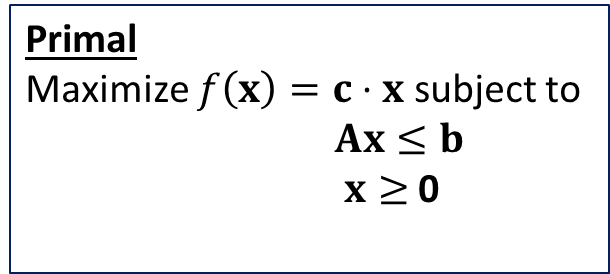 Primal
Maximize f(x) = c · x subject to
Ax ≤ b
x ≥ 0